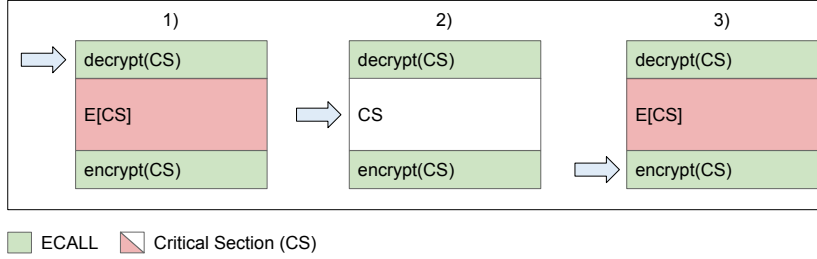 1) 2) 3)
decrypt(CS) decrypt(CS) decrypt(CS)
E[CS] CS E[CS]
encrypt(CS) encrypt(CS) encrypt(CS)
ECALL Critical Section (CS)